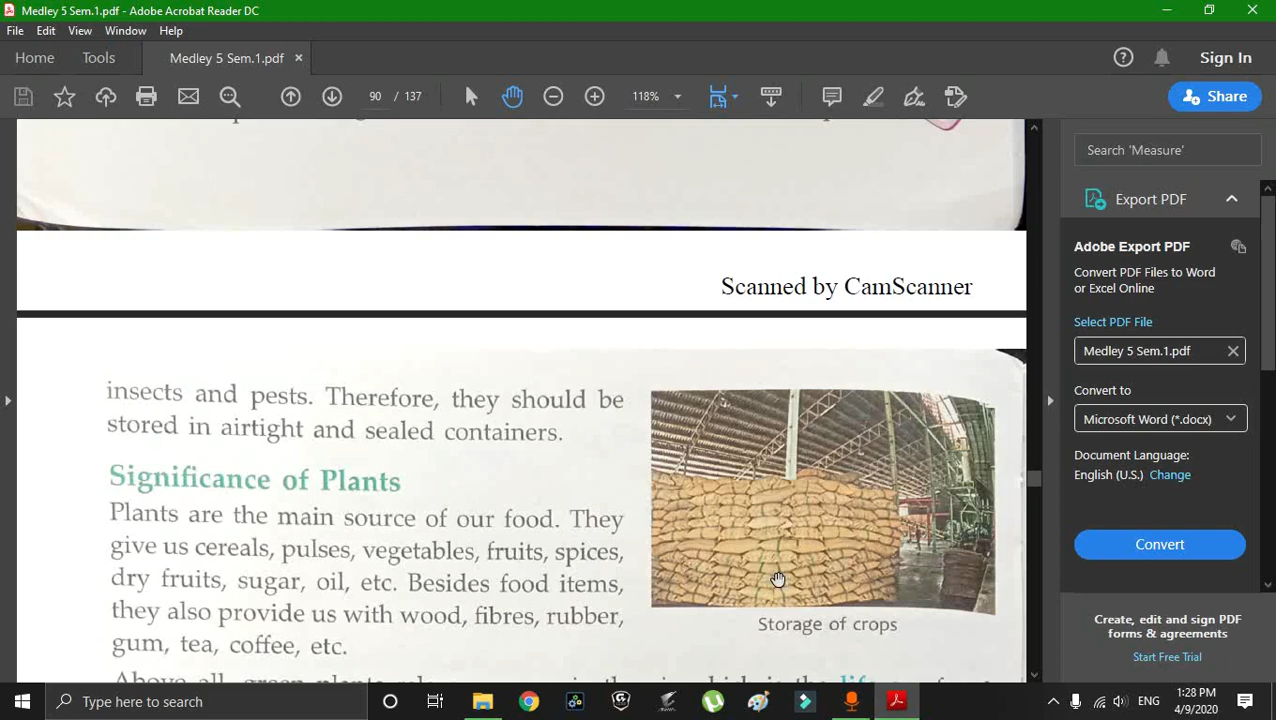 Medley 5 Sem.1.pdf - Adobe Acrobat Reader DC
File Edit View Window Help
Home Tools Medley 5 Sem.1.pdf × Sign In
90 / 137 118% Share
Search 'Measure'
Export PDF
Adobe Export PDF
Convert PDF Files to Word
or Excel Online
Select PDF File
Medley 5 Sem.1.pdf
Convert to
Microsoft Word (*.docx)
Document Language:
English (U.S.) Change
Convert
Create, edit and sign PDF
forms & agreements
Start Free Trial
Scanned by CamScanner
insects and pests. Therefore, they should be
stored in airtight and sealed containers.
Significance of Plants
Plants are the main source of our food. They
give us cereals, pulses, vegetables, fruits, spices,
dry fruits, sugar, oil, etc. Besides food items,
they also provide us with wood, fibres, rubber,
gum, tea, coffee, etc.
Storage of crops
Type here to search
ENG
1:28 PM
4/9/2020